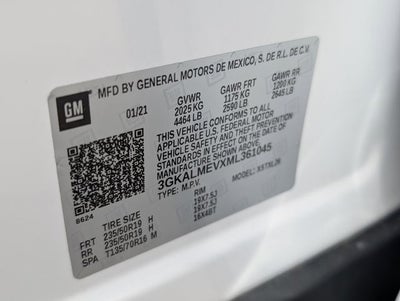 GM
MFD BY GENERAL MOTORS DE MEXICO, S. DE R.L. DE C.V.
01/21 GVWR GAWR FRT GAWR RR
2025 KG 1175 KG 1200 KG
4464 LB 2590 LB 2645 LB
THIS VEHICLE CONFORMS TO ALL
APPLICABLE U.S. FEDERAL MOTOR
VEHICLE SAFETY AND THEFT PREVENTION
STANDARDS IN EFFECT ON THE DATE OF
MANUFACTURE SHOWN ABOVE.
3GKALMEVXML361045
TYPE: M.P.V. MODEL: XSTXL26
8624
TIRE SIZE RIM
FRT 235/50R19 H 19X7.5J
RR 235/50R19 H 19X7.5J
SPA T135/70R16 M 16X4BT